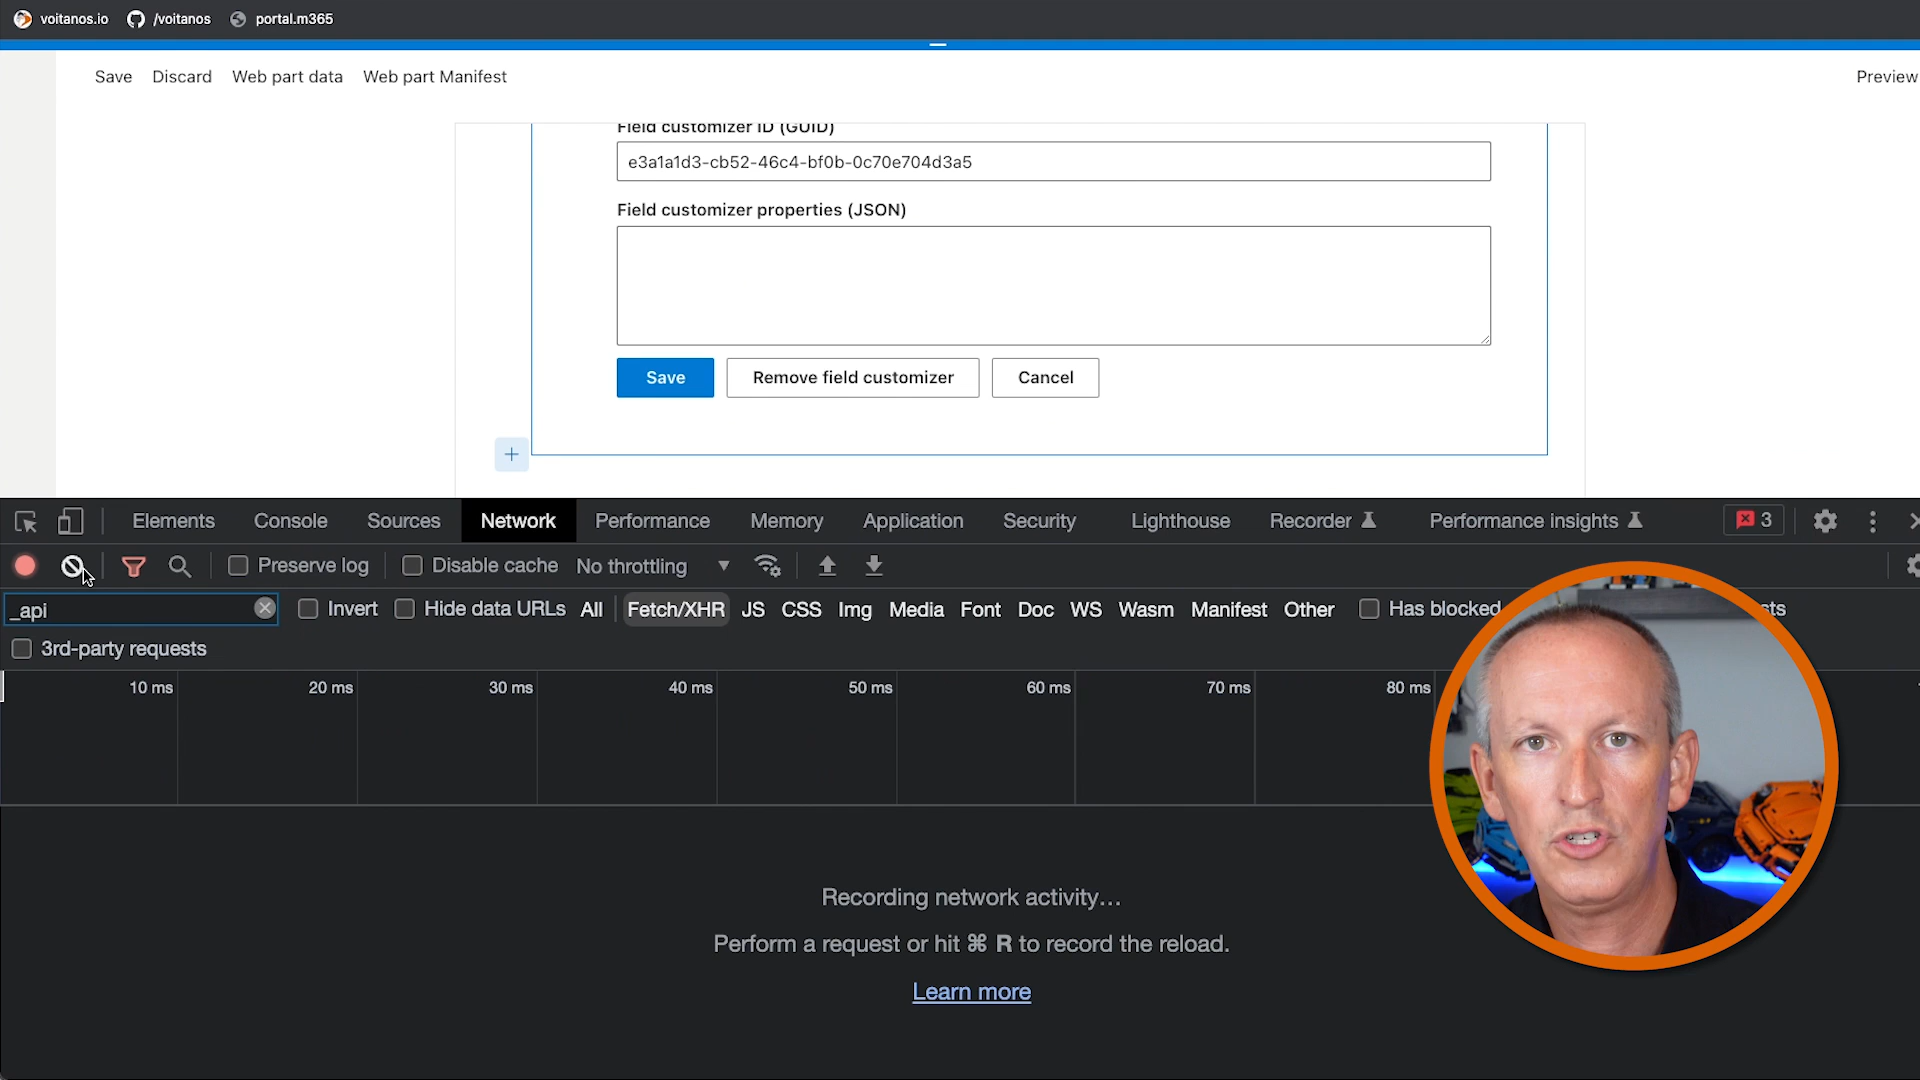 voitanos.io /voitanos portal.m365
Save Discard Web part data Web part Manifest Preview
Field customizer ID (GUID)
e3a1a1d3-cb52-46c4-bf0b-0c70e704d3a5
Field customizer properties (JSON)
Save Remove field customizer Cancel
+
Elements Console Sources Network Performance Memory Application Security Lighthouse Recorder Performance insights 3
Preserve log Disable cache No throttling
_api Invert Hide data URLs All Fetch/XHR JS CSS Img Media Font Doc WS Wasm Manifest Other Has blocked
3rd-party requests
10 ms 20 ms 30 ms 40 ms 50 ms 60 ms 70 ms 80 ms
Recording network activity…
Perform a request or hit ⌘ R to record the reload.
Learn more